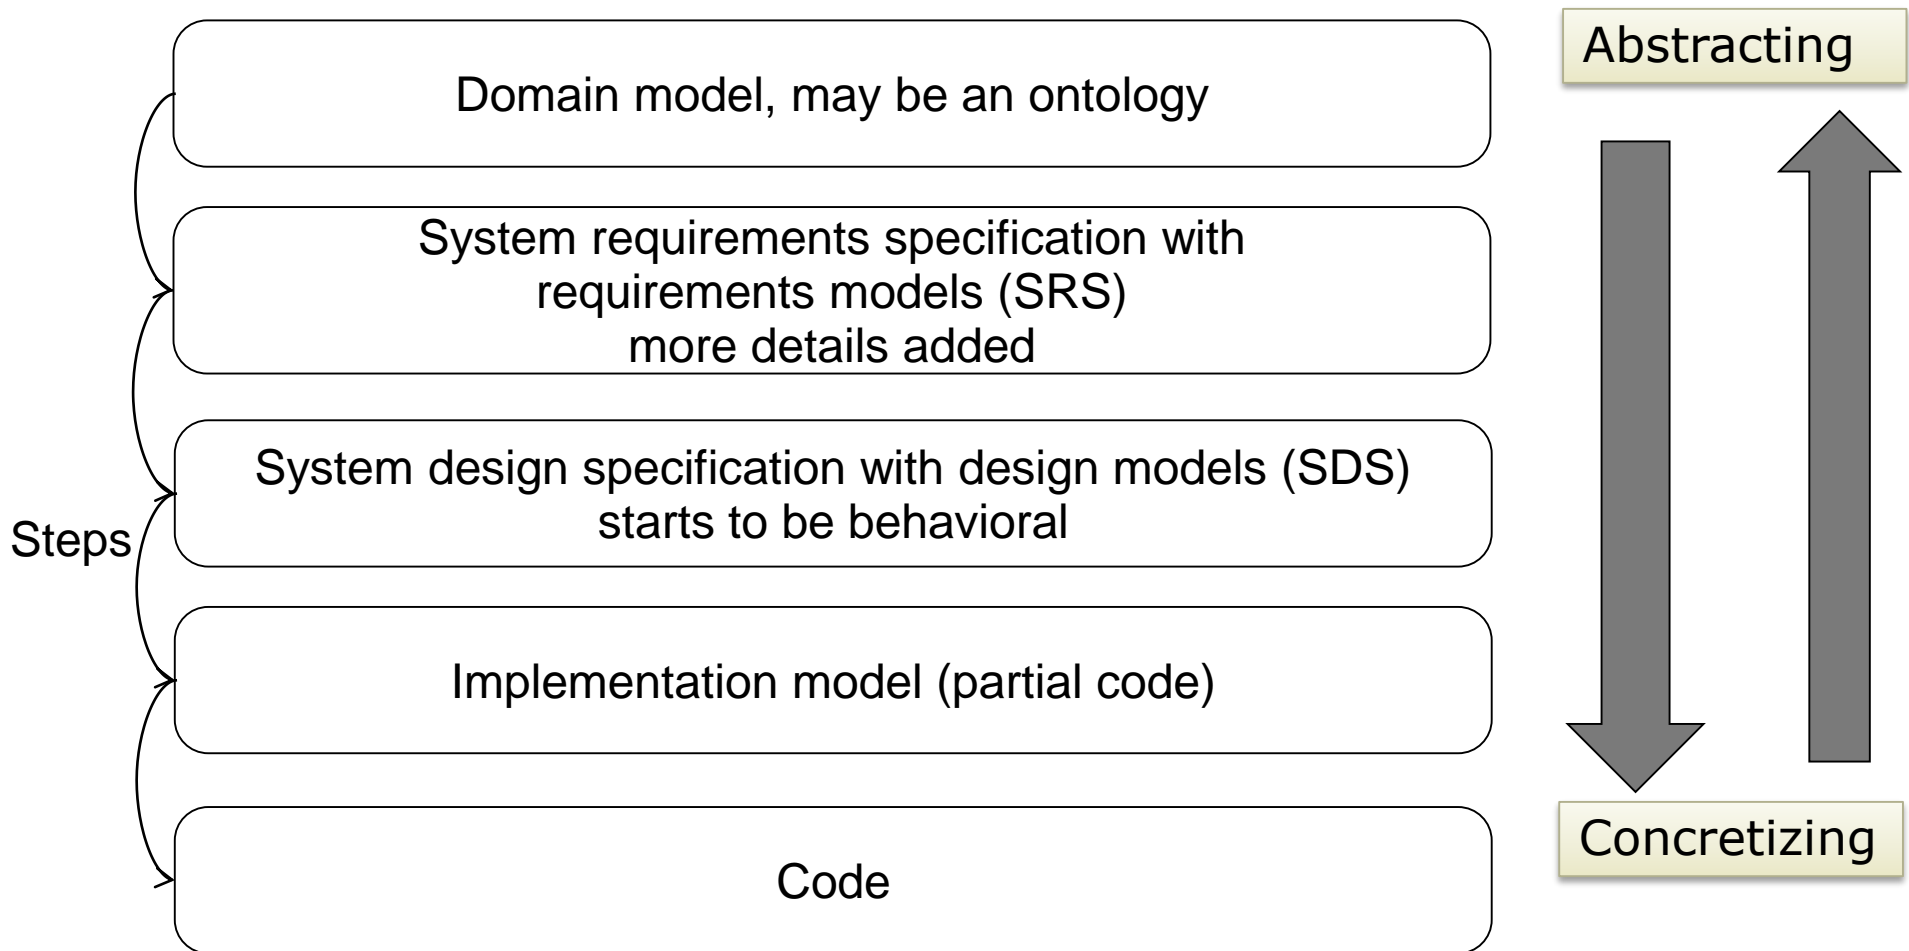 Abstracting
Domain model, may be an ontology
System requirements specification with
requirements models (SRS)
more details added
System design specification with design models (SDS)
starts to be behavioral
Steps
Implementation model (partial code)
Concretizing
Code